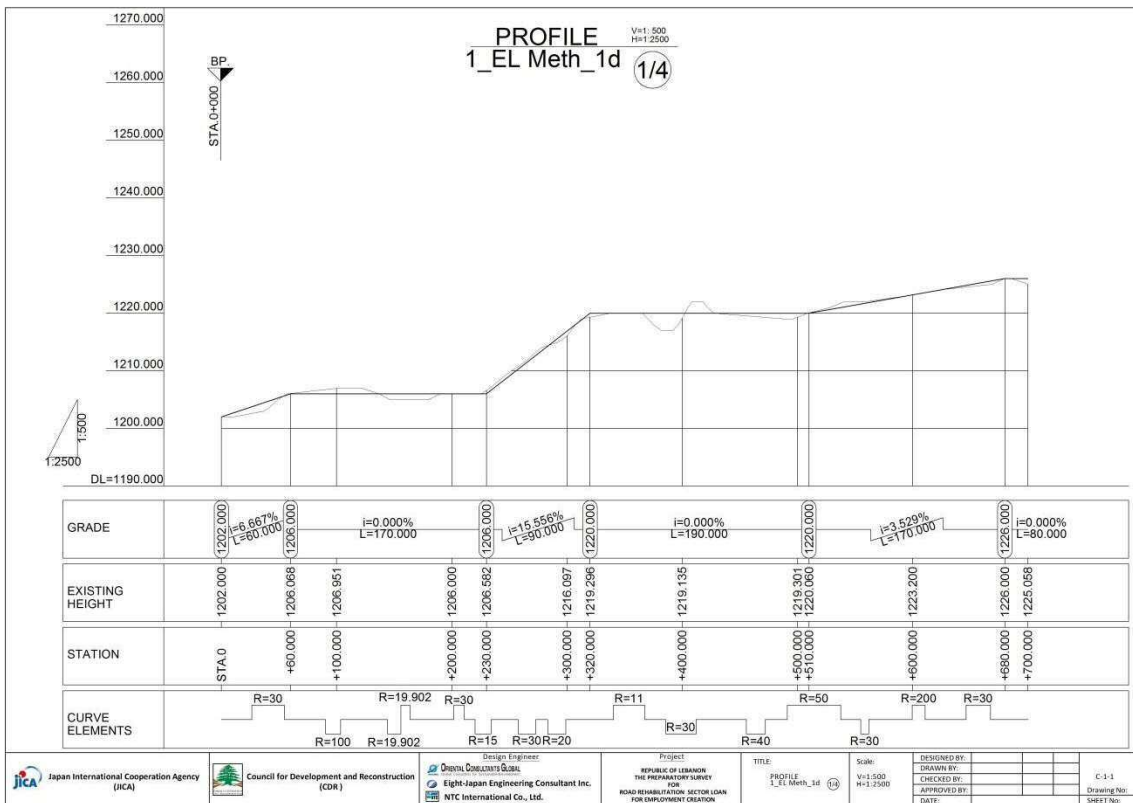 PROFILE
1_EL Meth_1d
V=1: 500
H=1:2500
1/4
1270.000
1260.000
1250.000
1240.000
1230.000
1220.000
1210.000
1200.000
DL=1190.000
BP.
STA.0+000
1:500
1:2500
GRADE
1202.000
i=6.667%
L=60.000
1206.000
i=0.000%
L=170.000
1206.000
i=15.556%
L=90.000
1220.000
i=0.000%
L=190.000
1220.000
i=3.529%
L=170.000
1226.000
i=0.000%
L=80.000
EXISTING
HEIGHT
1202.000
1206.068
1206.951
1206.000
1206.582
1216.097
1219.296
1219.135
1219.301
1220.060
1223.200
1226.000
1225.058
STATION
STA.0
+60.000
+100.000
+200.000
+230.000
+300.000
+320.000
+400.000
+500.000
+510.000
+600.000
+680.000
+700.000
CURVE
ELEMENTS
R=30
R=100
R=19.902
R=19.902
R=30
R=15
R=30
R=20
R=11
R=30
R=40
R=50
R=30
R=200
R=30
JICA
Japan International Cooperation Agency
(JICA)
Council for Development and Reconstruction
(CDR )
Design Engineer
ORIENTAL CONSULTANTS GLOBAL
Eight-Japan Engineering Consultant Inc.
NTC International Co., Ltd.
Project
REPUBLIC OF LEBANON
THE PREPARATORY SURVEY
FOR
ROAD REHABILITATION SECTOR LOAN
FOR EMPLOYMENT CREATION
TITLE:
PROFILE
1_EL Meth_1d
1/4
Scale:
V=1:500
H=1:2500
DESIGNED BY:
DRAWN BY:
CHECKED BY:
APPROVED BY:
DATE:
C-1-1
Drawing No:
SHEET No: